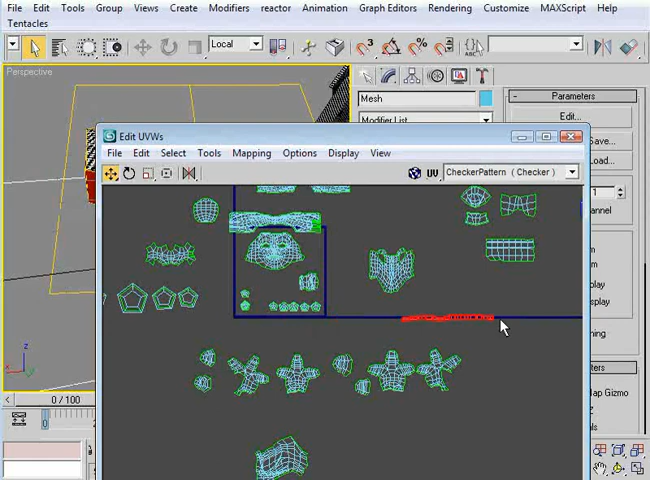 File Edit Tools Group Views Create Modifiers reactor Animation Graph Editors Rendering Customize MAXScript Help
Tentacles
Local
Perspective
Mesh
Modifier List
Parameters
Edit...
Save...
Load...
1
Edit UVWs
File Edit Select Tools Mapping Options Display View
UV CheckerPattern ( Checker )
0 / 100